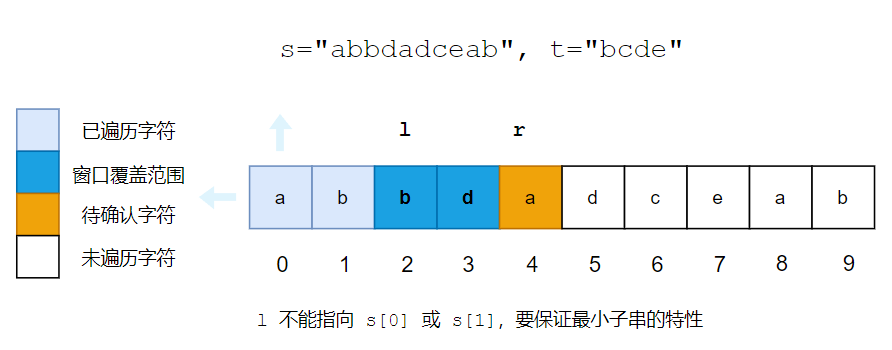 s="abbdadceab", t="bcde"
已遍历字符
窗口覆盖范围
待确认字符
未遍历字符
l r
a b b d a d c e a b
0 1 2 3 4 5 6 7 8 9
l 不能指向 s[0] 或 s[1], 要保证最小子串的特性